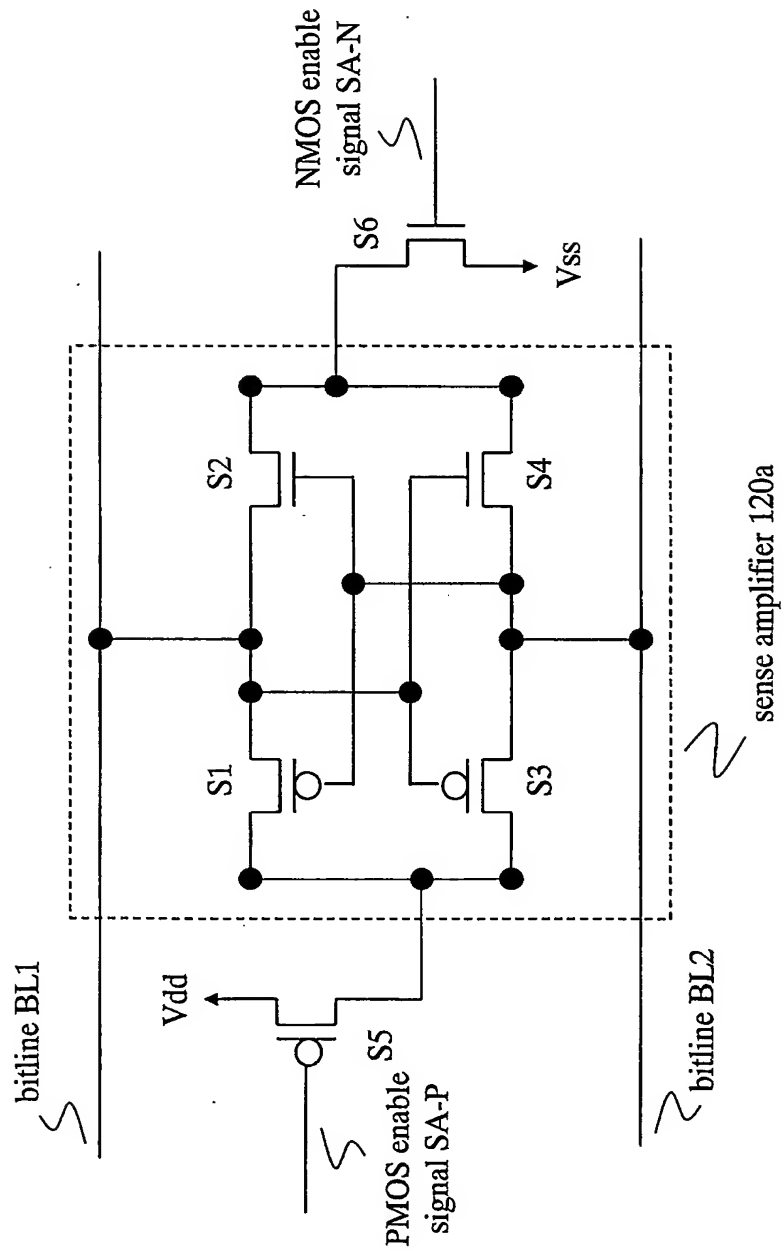 bitline BL1
PMOS enable
signal SA-P
Vdd
S5
S1
S2
S3
S4
S6
NMOS enable
signal SA-N
Vss
bitline BL2
sense amplifier 120a